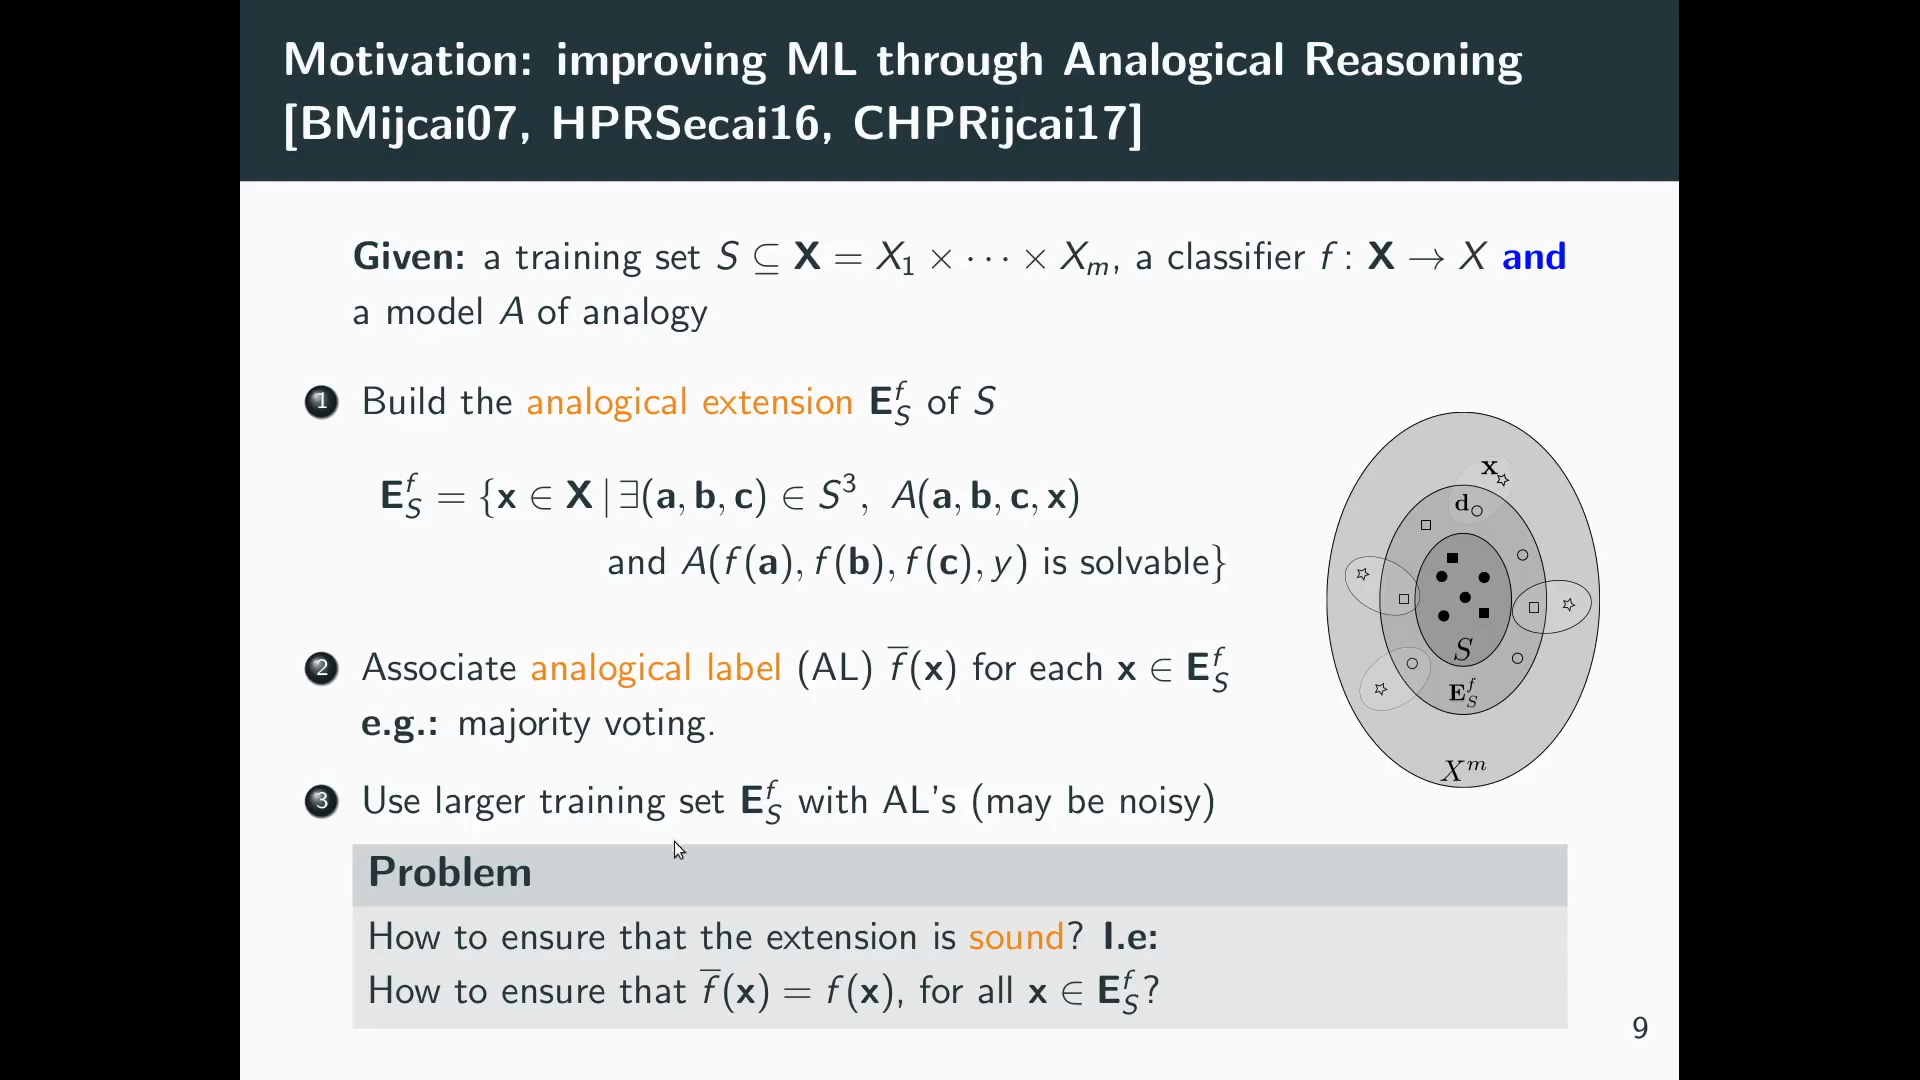 Motivation: improving ML through Analogical Reasoning
[BMijcai07, HPRSecai16, CHPRijcai17]
Given: a training set S ⊆ X = X₁ × ⋯ × Xₘ, a classifier f : X → X and
a model A of analogy
1 Build the analogical extension E_S^f of S
E_S^f = {x ∈ X | ∃(a, b, c) ∈ S³, A(a, b, c, x)
and A(f(a), f(b), f(c), y) is solvable}
2 Associate analogical label (AL) f̅(x) for each x ∈ E_S^f
e.g.: majority voting.
3 Use larger training set E_S^f with AL's (may be noisy)
x
d
S
E_S^f
X^m
Problem
How to ensure that the extension is sound? I.e:
How to ensure that f̅(x) = f(x), for all x ∈ E_S^f?
9